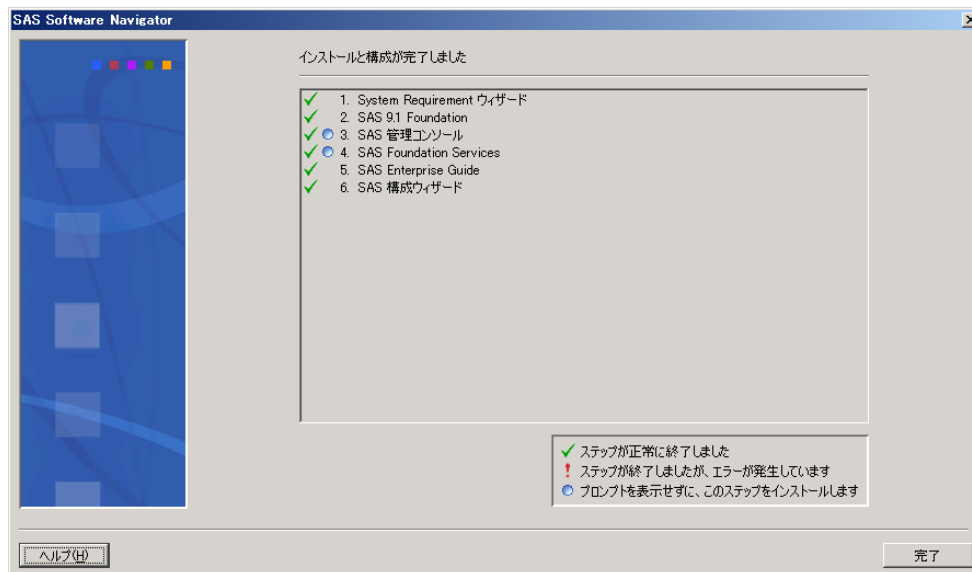 SAS Software Navigator
インストールと構成が完了しました
1. System Requirement ウィザード
2. SAS 9.1 Foundation
3. SAS 管理コンソール
4. SAS Foundation Services
5. SAS Enterprise Guide
6. SAS 構成ウィザード
ステップが正常に終了しました
ステップが終了しましたが、エラーが発生しています
プロンプトを表示せずに、このステップをインストールします
ヘルプ(H)
完了